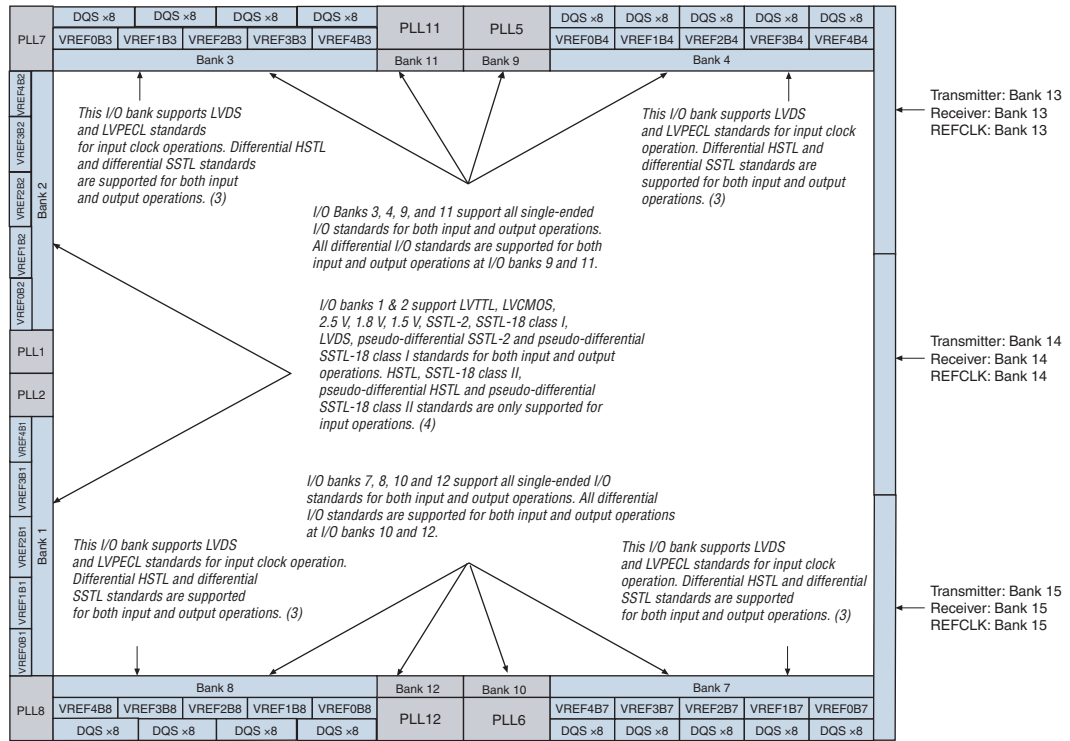 PLL7
DQS ×8 DQS ×8 DQS ×8 DQS ×8
VREF0B3 VREF1B3 VREF2B3 VREF3B3 VREF4B3
Bank 3
PLL11
Bank 11
PLL5
Bank 9
DQS ×8 DQS ×8 DQS ×8 DQS ×8 DQS ×8
VREF0B4 VREF1B4 VREF2B4 VREF3B4 VREF4B4
Bank 4
VREF4B2
VREF3B2
VREF2B2
VREF1B2
VREF0B2
Bank 2
PLL1
PLL2
VREF4B1
VREF3B1
VREF2B1
VREF1B1
VREF0B1
Bank 1
This I/O bank supports LVDS
and LVPECL standards
for input clock operations. Differential HSTL
and differential SSTL standards
are supported for both input
and output operations. (3)
This I/O bank supports LVDS
and LVPECL standards for input clock
operation. Differential HSTL and
differential SSTL standards are
supported for both input and output
operations. (3)
I/O Banks 3, 4, 9, and 11 support all single-ended
I/O standards for both input and output operations.
All differential I/O standards are supported for both
input and output operations at I/O banks 9 and 11.
I/O banks 1 & 2 support LVTTL, LVCMOS,
2.5 V, 1.8 V, 1.5 V, SSTL-2, SSTL-18 class I,
LVDS, pseudo-differential SSTL-2 and pseudo-differential
SSTL-18 class I standards for both input and output
operations. HSTL, SSTL-18 class II,
pseudo-differential HSTL and pseudo-differential
SSTL-18 class II standards are only supported for
input operations. (4)
I/O banks 7, 8, 10 and 12 support all single-ended I/O
standards for both input and output operations. All differential
I/O standards are supported for both input and output operations
at I/O banks 10 and 12.
This I/O bank supports LVDS
and LVPECL standards for input clock operation.
Differential HSTL and differential
SSTL standards are supported
for both input and output operations. (3)
This I/O bank supports LVDS
and LVPECL standards for input clock
operation. Differential HSTL and differential
SSTL standards are supported
for both input and output operations. (3)
Transmitter: Bank 13
Receiver: Bank 13
REFCLK: Bank 13
Transmitter: Bank 14
Receiver: Bank 14
REFCLK: Bank 14
Transmitter: Bank 15
Receiver: Bank 15
REFCLK: Bank 15
PLL8
Bank 8
VREF4B8 VREF3B8 VREF2B8 VREF1B8 VREF0B8
DQS ×8 DQS ×8 DQS ×8 DQS ×8
Bank 12
PLL12
Bank 10
PLL6
Bank 7
VREF4B7 VREF3B7 VREF2B7 VREF1B7 VREF0B7
DQS ×8 DQS ×8 DQS ×8 DQS ×8 DQS ×8